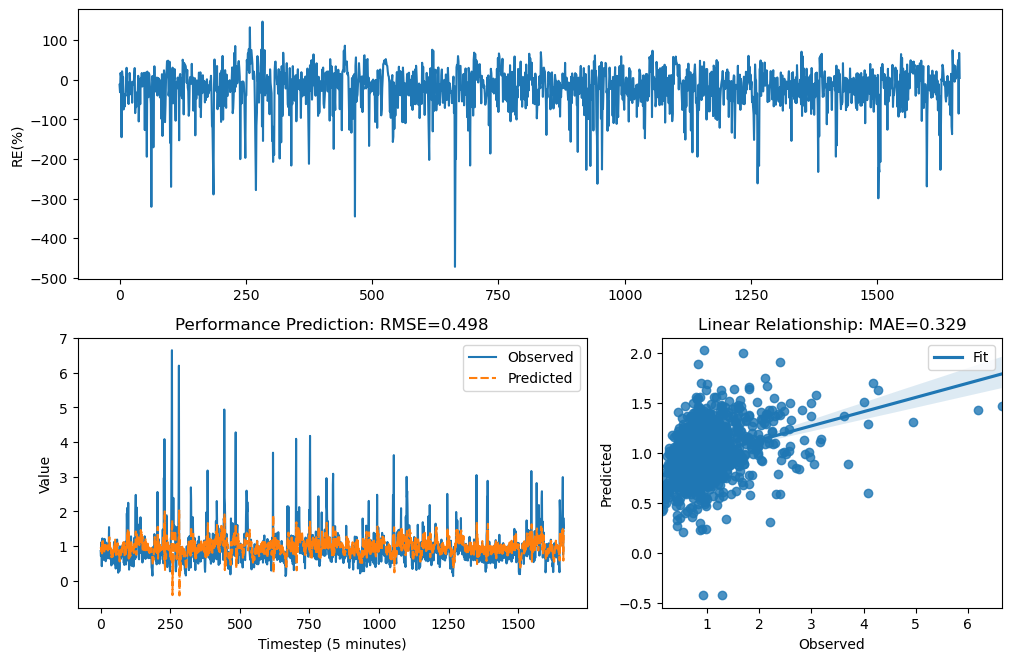 100
0
−100
−200
−300
−400
−500
RE(%)
0 250 500 750 1000 1250 1500
Performance Prediction: RMSE=0.498
7
6
5
4
3
2
1
0
Value
Observed
Predicted
0 250 500 750 1000 1250 1500
Timestep (5 minutes)
Linear Relationship: MAE=0.329
2.0
1.5
1.0
0.5
0.0
−0.5
Predicted
Fit
1 2 3 4 5 6
Observed